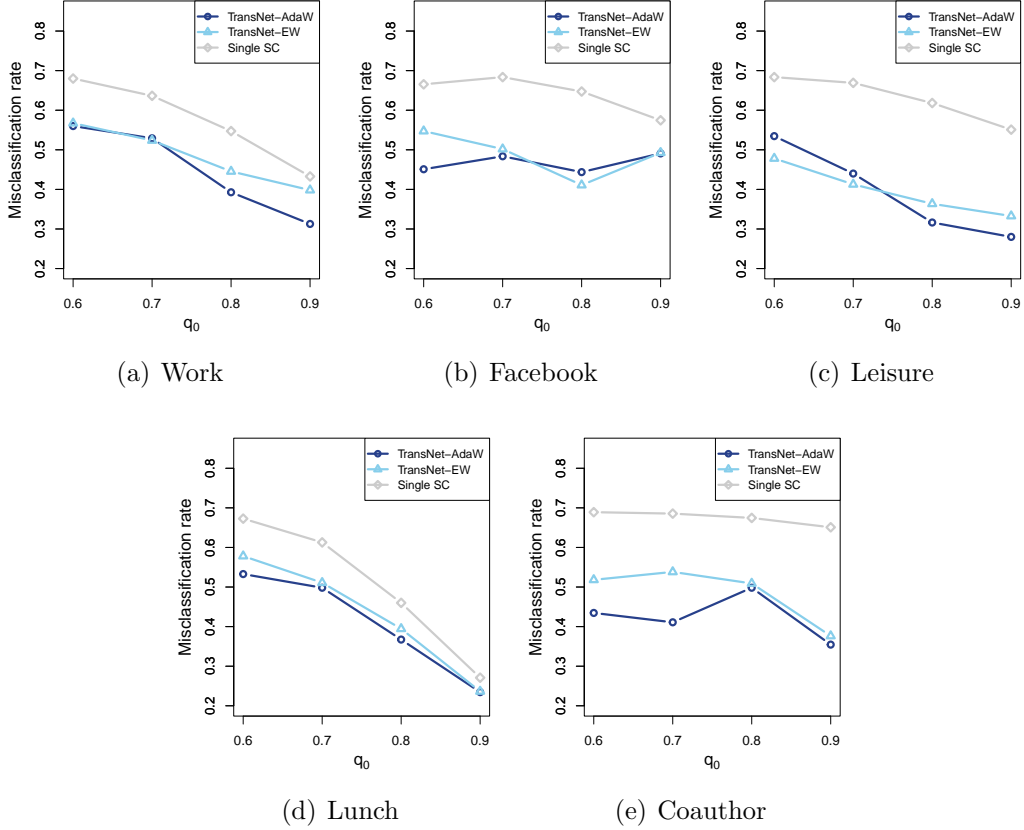 TransNet−AdaW
TransNet−EW
Single SC
Misclassification rate
0.8
0.7
0.6
0.5
0.4
0.3
0.2
0.6 0.7 0.8 0.9
q0
(a) Work
TransNet−AdaW
TransNet−EW
Single SC
Misclassification rate
0.8
0.7
0.6
0.5
0.4
0.3
0.2
0.6 0.7 0.8 0.9
q0
(b) Facebook
TransNet−AdaW
TransNet−EW
Single SC
Misclassification rate
0.8
0.7
0.6
0.5
0.4
0.3
0.2
0.6 0.7 0.8 0.9
q0
(c) Leisure
TransNet−AdaW
TransNet−EW
Single SC
Misclassification rate
0.8
0.7
0.6
0.5
0.4
0.3
0.2
0.6 0.7 0.8 0.9
q0
(d) Lunch
TransNet−AdaW
TransNet−EW
Single SC
Misclassification rate
0.8
0.7
0.6
0.5
0.4
0.3
0.2
0.6 0.7 0.8 0.9
q0
(e) Coauthor